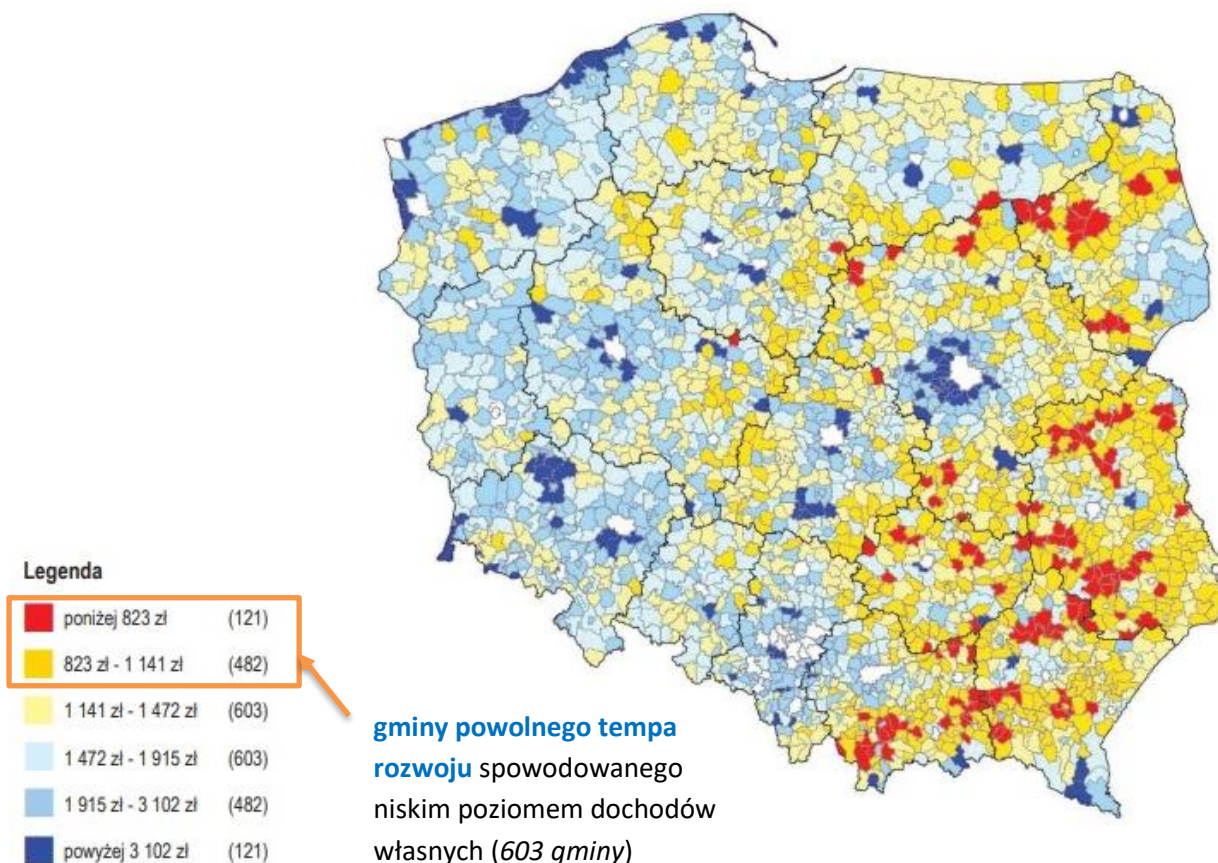 Legenda
poniżej 823 zł (121)
823 zł - 1 141 zł (482)
1 141 zł - 1 472 zł (603)
1 472 zł - 1 915 zł (603)
1 915 zł - 3 102 zł (482)
powyżej 3 102 zł (121)
gminy powolnego tempa
rozwoju spowodowanego
niskim poziomem dochodów
własnych (603 gminy)